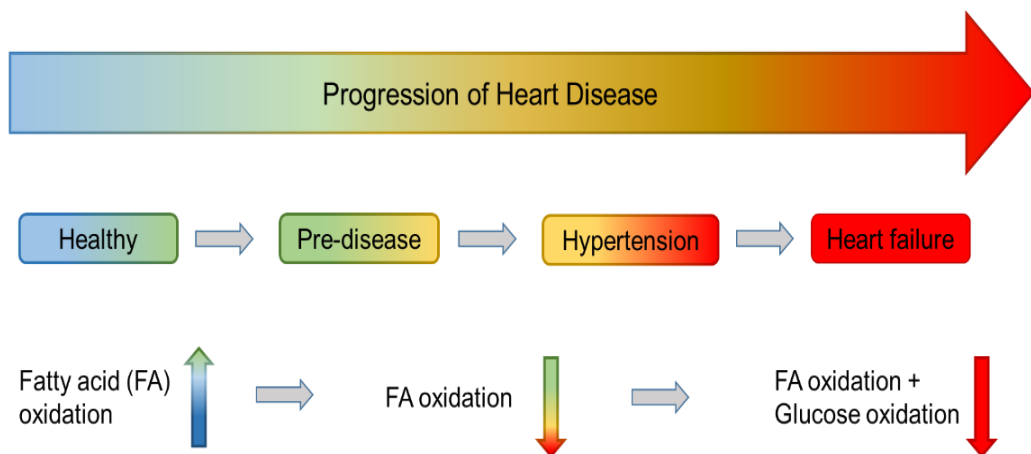 Progression of Heart Disease
Healthy
Pre-disease
Hypertension
Heart failure
Fatty acid (FA)
oxidation
FA oxidation
FA oxidation +
Glucose oxidation